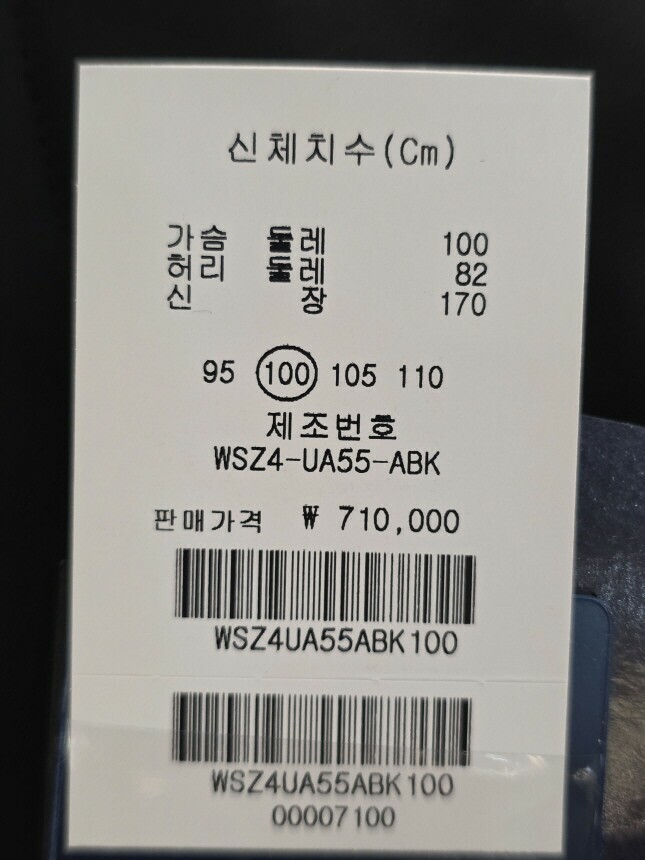 신체치수(Cm)
가슴 둘레 100
허리 둘레 82
신 장 170
95 100 105 110
제조번호
WSZ4-UA55-ABK
판매가격 ₩ 710,000
WSZ4UA55ABK100
WSZ4UA55ABK100
00007100